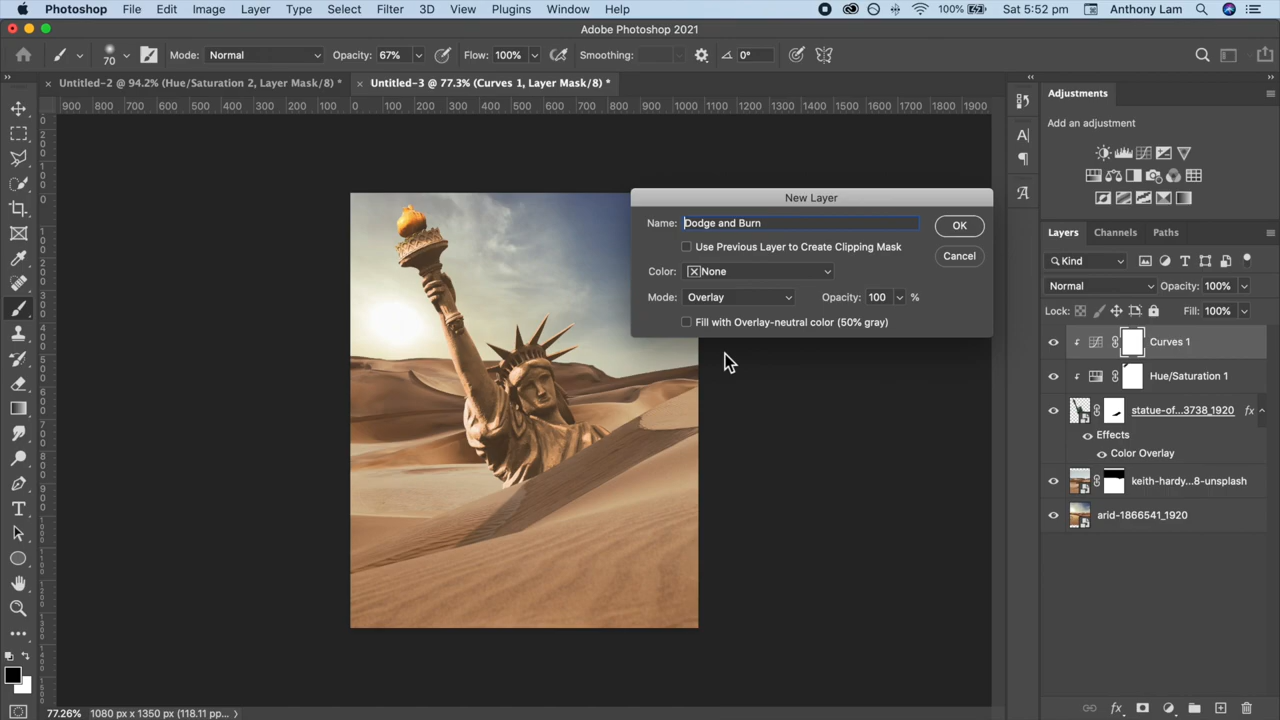 Photoshop File Edit Image Layer Type Select Filter 3D View Plugins Window Help 100% Sat 5:52 pm Anthony Lam
Adobe Photoshop 2021
70 Mode: Normal Opacity: 67% Flow: 100% Smoothing: 0°
× Untitled-2 @ 94.2% (Hue/Saturation 2, Layer Mask/8) * × Untitled-3 @ 77.3% (Curves 1, Layer Mask/8) *
900 800 700 600 500 400 300 200 100 0 100 200 300 400 500 600 700 800 900 1000 1100 1200 1300 1400 1500 1600 1700 1800 1900
Adjustments
Add an adjustment
New Layer
Name: Dodge and Burn OK
Use Previous Layer to Create Clipping Mask
Cancel
Color: None
Mode: Overlay Opacity: 100 %
Fill with Overlay-neutral color (50% gray)
Layers Channels Paths
Kind
Normal Opacity: 100%
Lock: Fill: 100%
Curves 1
Hue/Saturation 1
statue-of...3738_1920 fx
Effects
Color Overlay
keith-hardy...8-unsplash
arid-1866541_1920
77.26% 1080 px x 1350 px (118.11 pp...